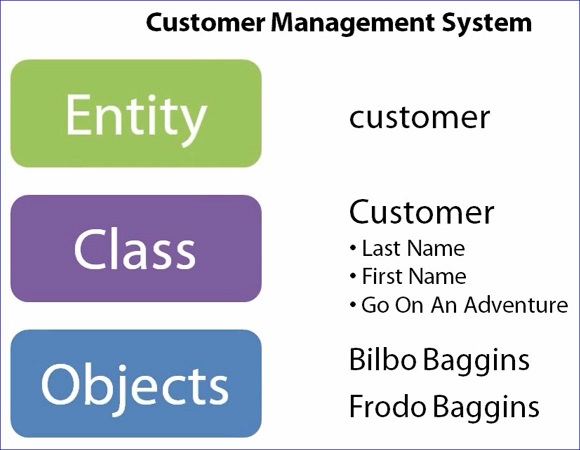 Customer Management System
Entity
customer
Class
Customer
• Last Name
• First Name
• Go On An Adventure
Objects
Bilbo Baggins
Frodo Baggins